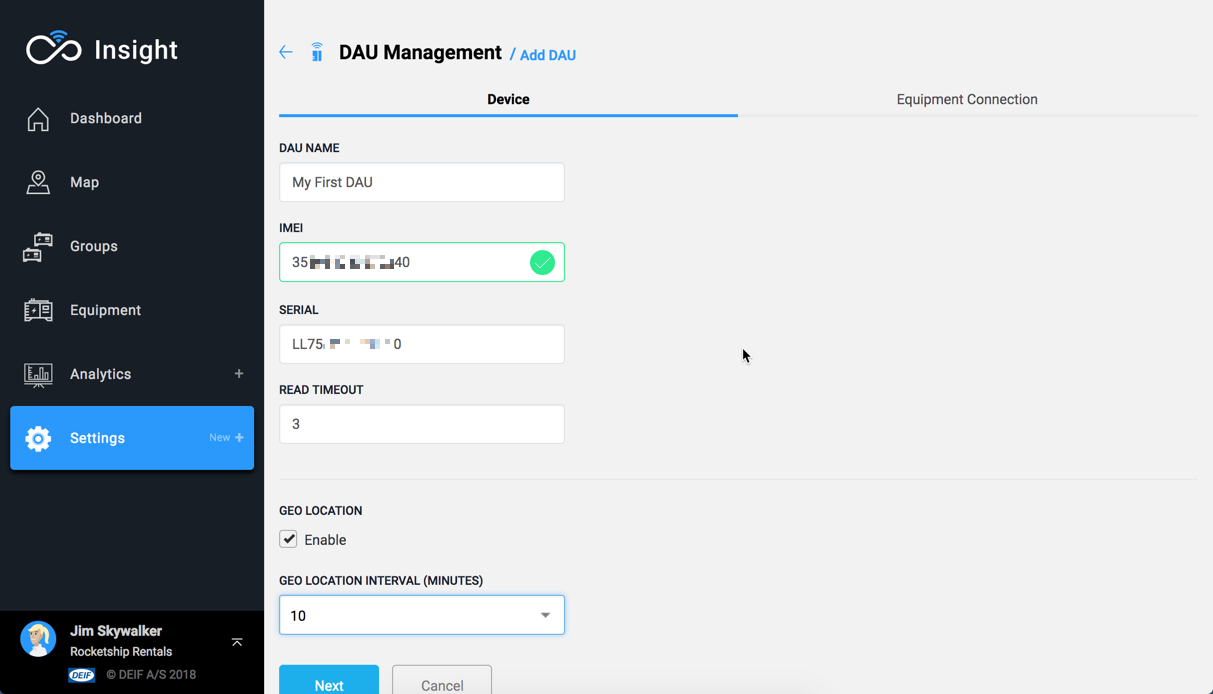 Insight
Dashboard
Map
Groups
Equipment
Analytics +
Settings New +
Jim Skywalker
Rocketship Rentals
DEIF © DEIF A/S 2018
DAU Management / Add DAU
Device Equipment Connection
DAU NAME
My First DAU
IMEI
35 40
SERIAL
LL75 0
READ TIMEOUT
3
GEO LOCATION
Enable
GEO LOCATION INTERVAL (MINUTES)
10
Next Cancel